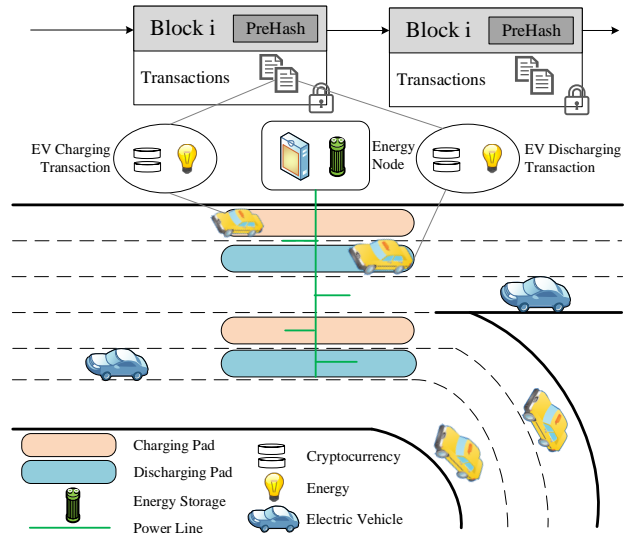 Block i
PreHash
Transactions
Block i
PreHash
Transactions
EV Charging
Transaction
Energy
Node
EV Discharging
Transaction
Charging Pad
Discharging Pad
Energy Storage
Power Line
Cryptocurrency
Energy
Electric Vehicle